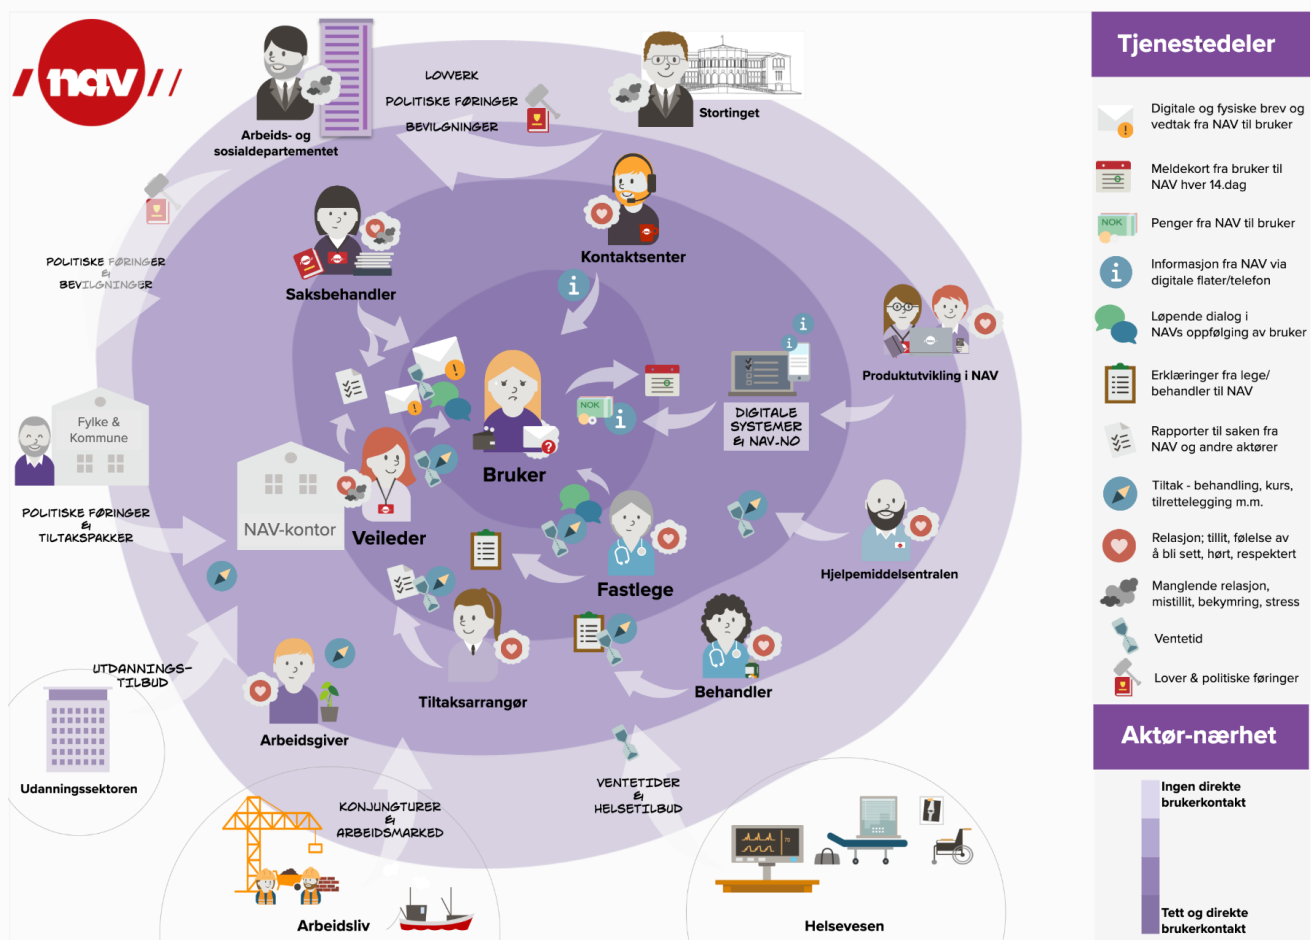 nav
Arbeids- og
sosialdepartementet
LOVVERK
POLITISKE FØRINGER
BEVILGNINGER
Stortinget
POLITISKE FØRINGER
&
BEVILGNINGER
Saksbehandler
Kontaktsenter
i
Produktutvikling i NAV
i
i
DIGITALE
SYSTEMER
& NAV.NO
NOK
i
Bruker
Fylke &
Kommune
POLITISKE FØRINGER
&
TILTAKSPAKKER
NAV-kontor
Veileder
Fastlege
Hjelpemiddelsentralen
Tiltaksarrangør
Behandler
Arbeidsgiver
UTDANNINGS-
TILBUD
Udanningssektoren
KONJUNGTURER
&
ARBEIDSMARKED
Arbeidsliv
VENTETIDER
&
HELSETILBUD
Helsevesen
Tjenestedeler
Digitale og fysiske brev og
vedtak fra NAV til bruker
Meldekort fra bruker til
NAV hver 14.dag
NOK
Penger fra NAV til bruker
i
Informasjon fra NAV via
digitale flater/telefon
Løpende dialog i
NAVs oppfølging av bruker
Erklæringer fra lege/
behandler til NAV
Rapporter til saken fra
NAV og andre aktører
Tiltak - behandling, kurs,
tilrettelegging m.m.
Relasjon; tillit, følelse av
å bli sett, hørt, respektert
Manglende relasjon,
mistillit, bekymring, stress
Ventetid
Lover & politiske føringer
Aktør-nærhet
Ingen direkte
brukerkontakt
Tett og direkte
brukerkontakt